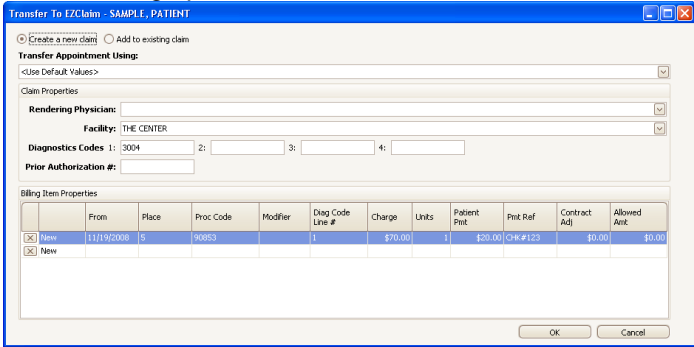 Transfer To EZClaim - SAMPLE, PATIENT
Create a new claim Add to existing claim
Transfer Appointment Using:
<Use Default Values>
Claim Properties
Rendering Physician:
Facility: THE CENTER
Diagnostics Codes 1: 3004 2: 3: 4:
Prior Authorization #:
Billing Item Properties
From Place Proc Code Modifier Diag Code Line # Charge Units Patient Pmt Pmt Ref Contract Adj Allowed Amt
New 11/19/2008 5 90853 1 $70.00 1 $20.00 CHK#123 $0.00 $0.00
New
OK Cancel